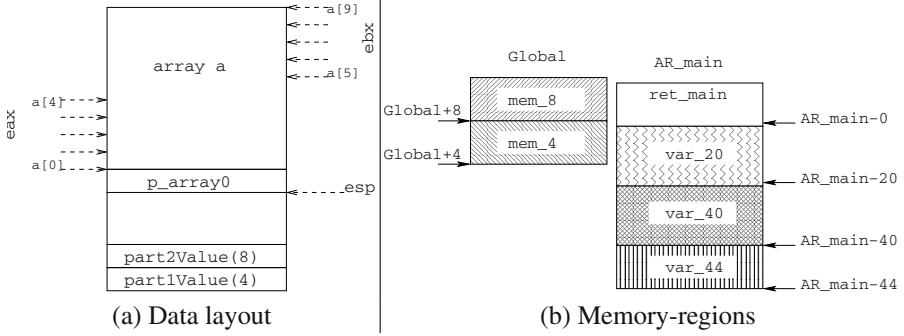 a[9]
ebx
array a
a[5]
eax
a[4]
a[0]
p_array0
esp
part2Value(8)
part1Value(4)
(a) Data layout
Global
AR_main
mem_8
ret_main
Global+8
AR_main-0
mem_4
Global+4
var_20
AR_main-20
var_40
AR_main-40
var_44
AR_main-44
(b) Memory-regions